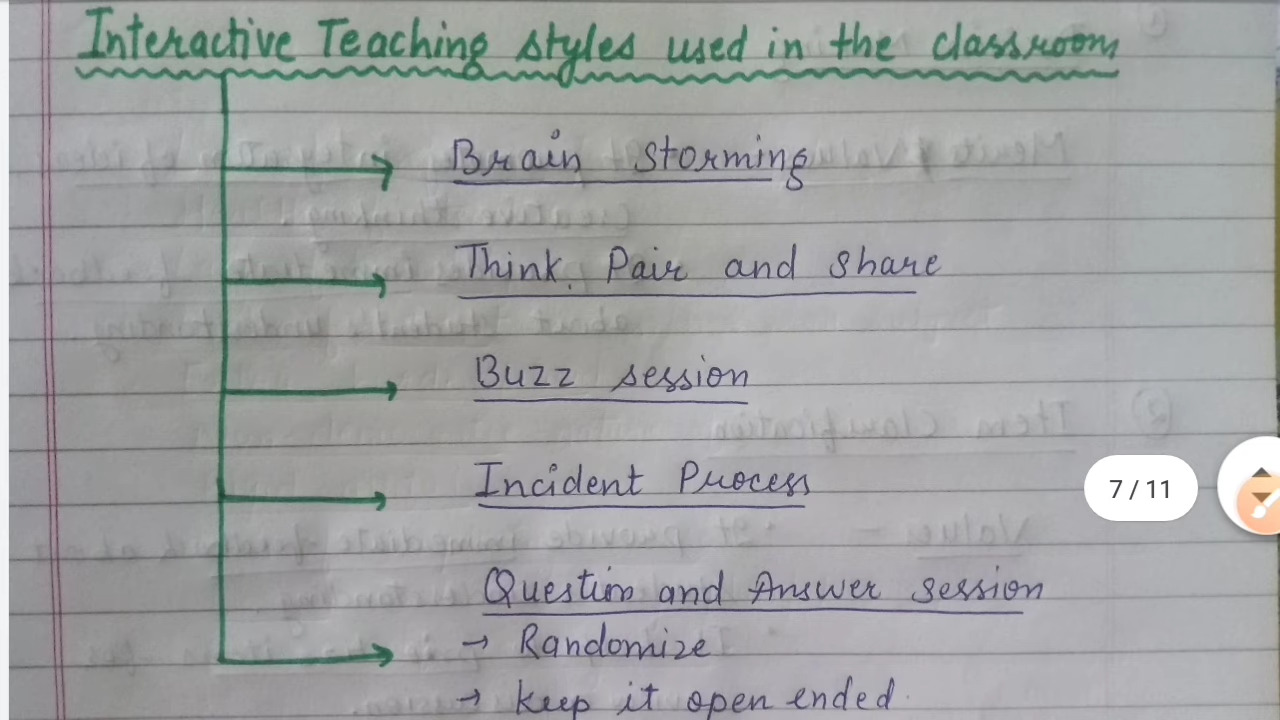 Interactive Teaching styles used in the classroom
Brain storming
Think, Pair and share
Buzz session
Incident Process
7 / 11
Question and Answer session
→ Randomize
→ keep it open ended.